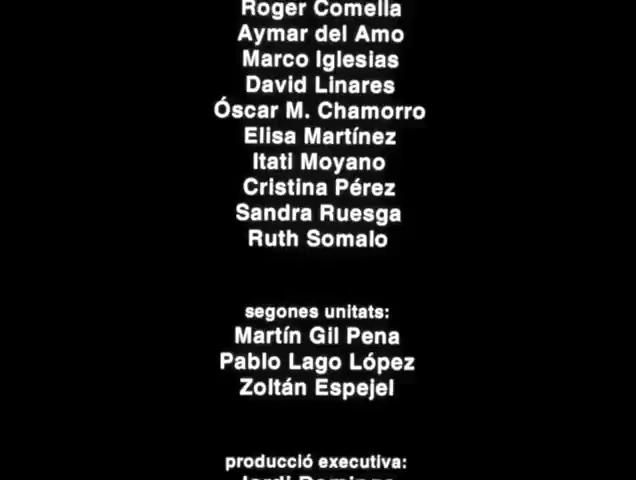 Roger Comella
Aymar del Amo
Marco Iglesias
David Linares
Óscar M. Chamorro
Elisa Martínez
Itati Moyano
Cristina Pérez
Sandra Ruesga
Ruth Somalo
segones unitats:
Martín Gil Pena
Pablo Lago López
Zoltán Espejel
producció executiva:
Jordi